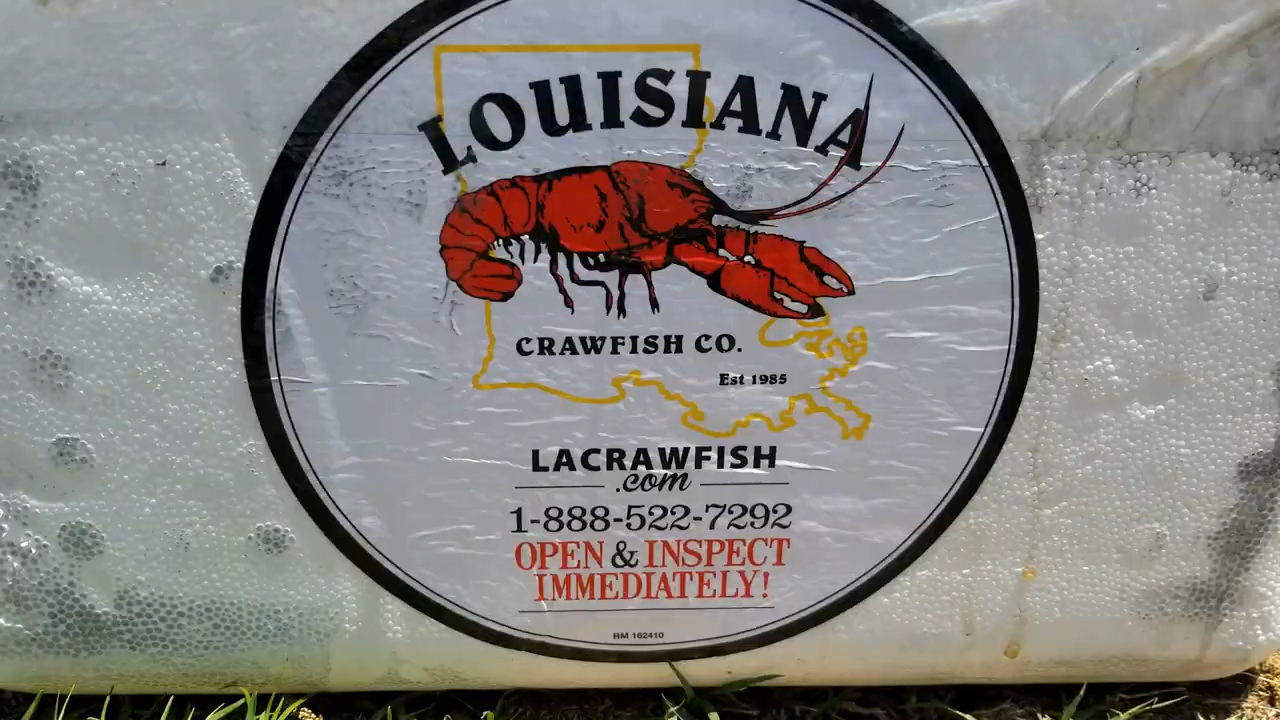 LOUISIANA
CRAWFISH CO.
Est 1985
LACRAWFISH
.com
1-888-522-7292
OPEN & INSPECT
IMMEDIATELY!
RM 162410